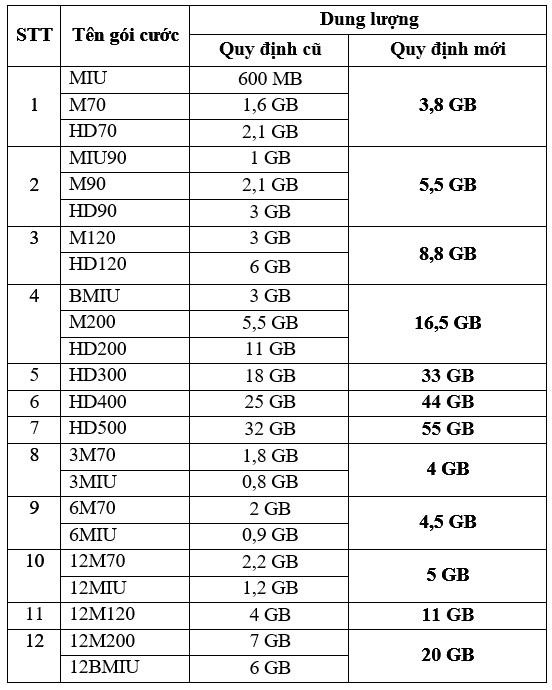 STT Tên gói cước Dung lượng
Quy định cũ Quy định mới
1 MIU 600 MB 3,8 GB
M70 1,6 GB
HD70 2,1 GB
2 MIU90 1 GB 5,5 GB
M90 2,1 GB
HD90 3 GB
3 M120 3 GB 8,8 GB
HD120 6 GB
4 BMIU 3 GB 16,5 GB
M200 5,5 GB
HD200 11 GB
5 HD300 18 GB 33 GB
6 HD400 25 GB 44 GB
7 HD500 32 GB 55 GB
8 3M70 1,8 GB 4 GB
3MIU 0,8 GB
9 6M70 2 GB 4,5 GB
6MIU 0,9 GB
10 12M70 2,2 GB 5 GB
12MIU 1,2 GB
11 12M120 4 GB 11 GB
12 12M200 7 GB 20 GB
12BMIU 6 GB